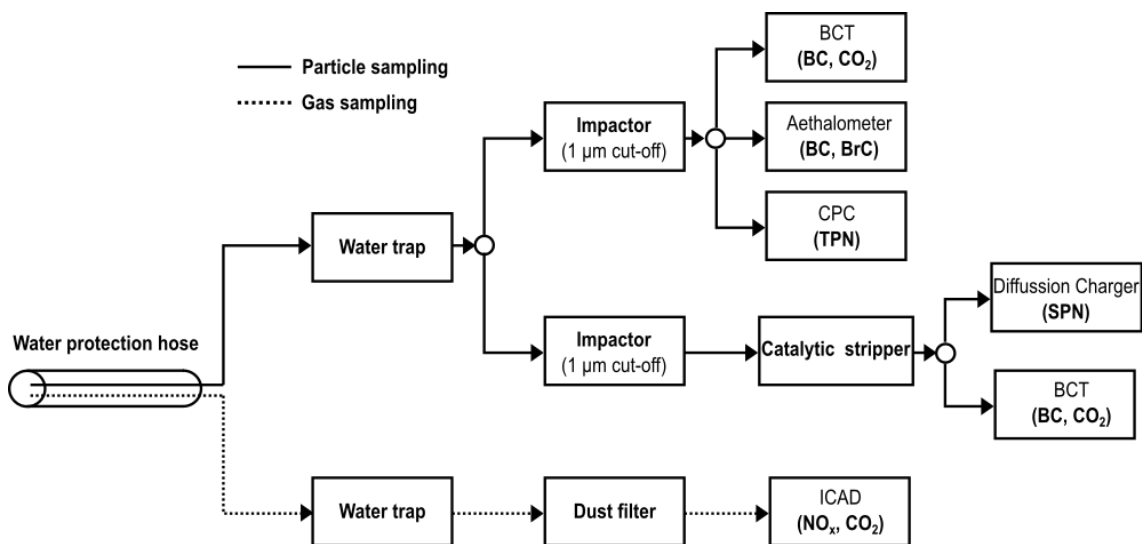 BCT
(BC, CO₂)
Particle sampling
Gas sampling
Impactor
(1 µm cut-off)
Aethalometer
(BC, BrC)
CPC
(TPN)
Water trap
Diffussion Charger
(SPN)
Water protection hose
Impactor
(1 µm cut-off)
Catalytic stripper
BCT
(BC, CO₂)
Water trap
Dust filter
ICAD
(NOₓ, CO₂)